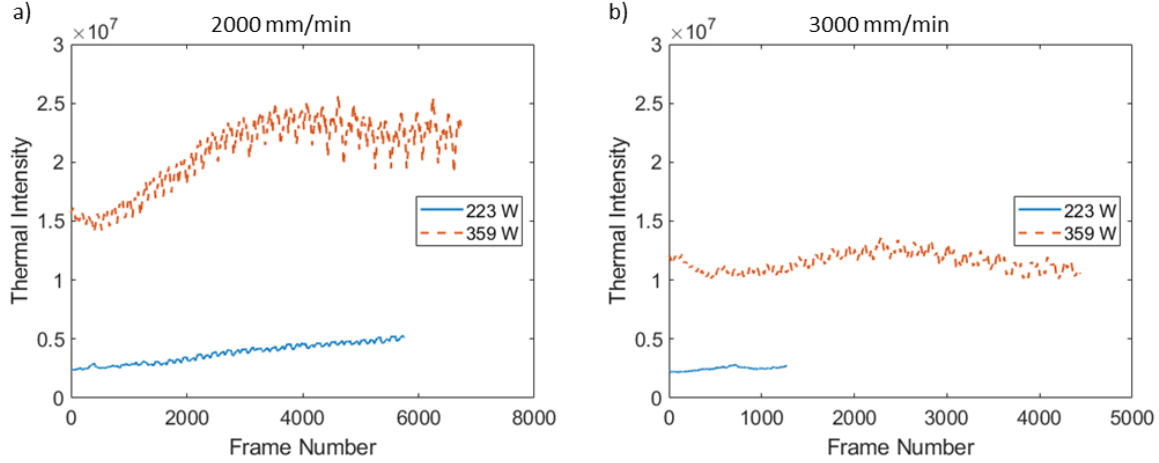 a)
2000 mm/min
×10⁷
3
2.5
2
1.5
1
0.5
0
Thermal Intensity
223 W
359 W
0 2000 4000 6000 8000
Frame Number
b)
3000 mm/min
×10⁷
3
2.5
2
1.5
1
0.5
0
Thermal Intensity
223 W
359 W
0 1000 2000 3000 4000 5000
Frame Number